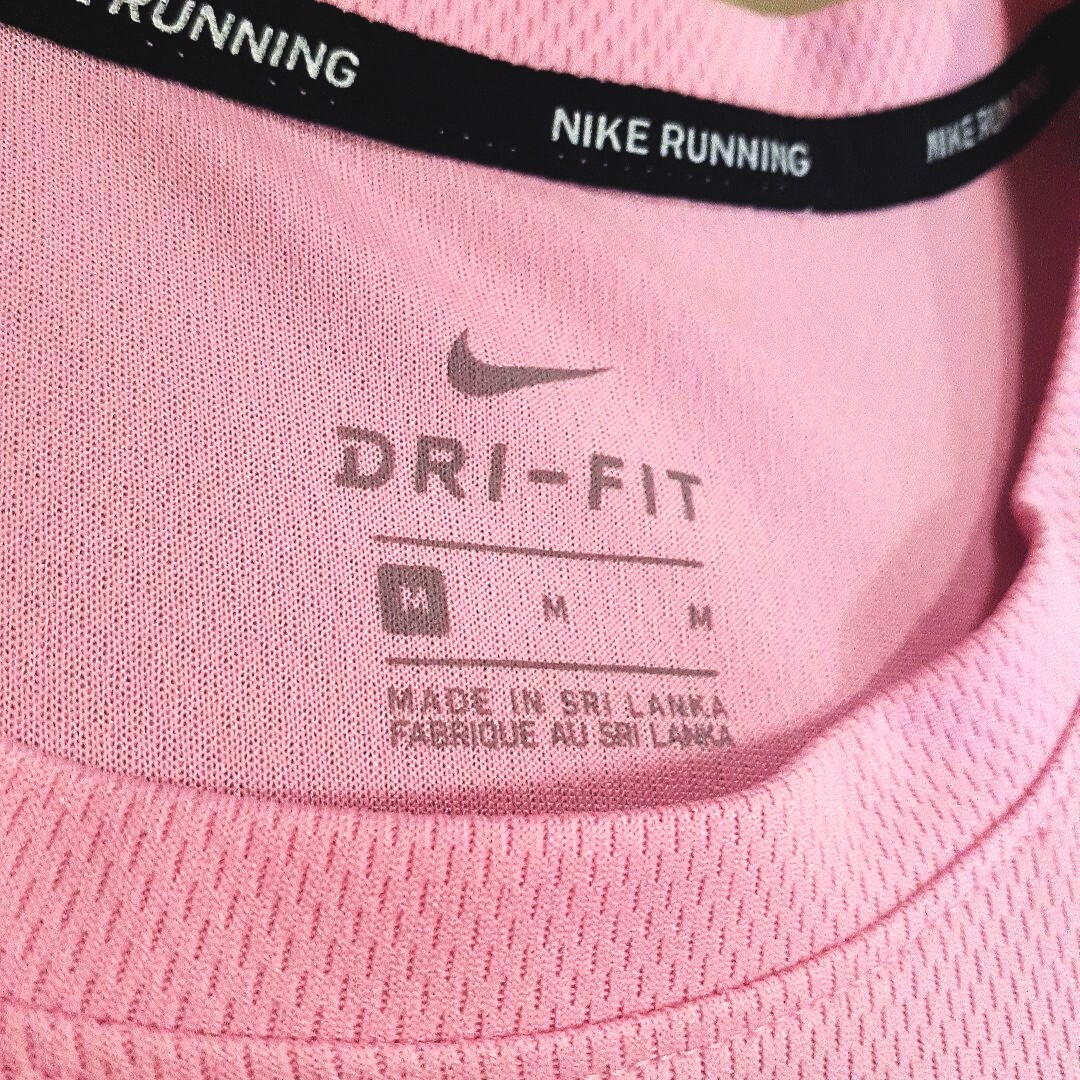 RUNNING
NIKE RUNNING
NIKE RUNNING
DRI-FIT
M M M
MADE IN SRI LANKA
FABRIQUE AU SRI LANKA